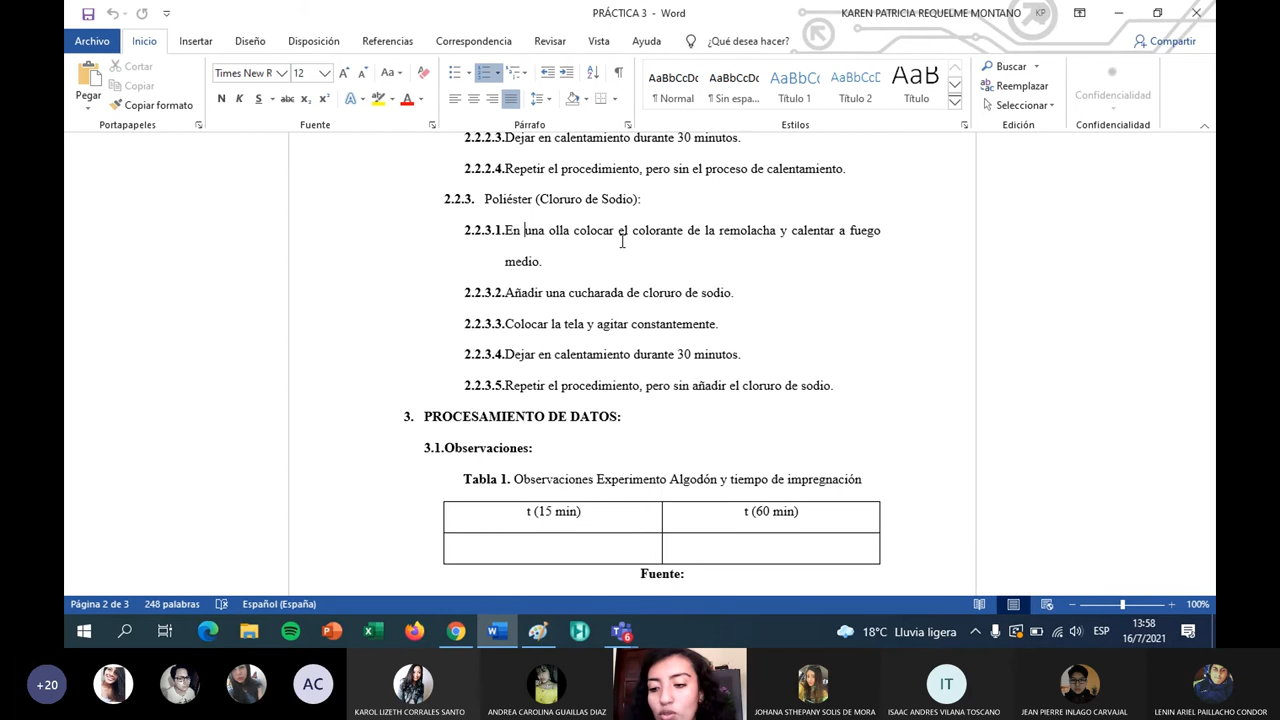 PRÁCTICA 3 - Word
KAREN PATRICIA REQUELME MONTANO
KP
Archivo
Inicio
Insertar
Diseño
Disposición
Referencias
Correspondencia
Revisar
Vista
Ayuda
¿Qué desea hacer?
Compartir
Pegar
Cortar
Copiar
Copiar formato
Portapapeles
Times New R
12
Aa
N
K
S
abc
x₂
x²
A
A
Fuente
Párrafo
AaBbCcDc
AaBbCcDc
AaBbC(
AaBbCcE
AaB
¶ Normal
¶ Sin espa...
Título 1
Título 2
Título
Estilos
Buscar
Reemplazar
Seleccionar
Edición
Confidencialidad
Confidencialidad
2.2.2.3.Dejar en calentamiento durante 30 minutos.
2.2.2.4.Repetir el procedimiento, pero sin el proceso de calentamiento.
2.2.3. Poliéster (Cloruro de Sodio):
2.2.3.1.En una olla colocar el colorante de la remolacha y calentar a fuego
medio.
2.2.3.2.Añadir una cucharada de cloruro de sodio.
2.2.3.3.Colocar la tela y agitar constantemente.
2.2.3.4.Dejar en calentamiento durante 30 minutos.
2.2.3.5.Repetir el procedimiento, pero sin añadir el cloruro de sodio.
3. PROCESAMIENTO DE DATOS:
3.1.Observaciones:
Tabla 1. Observaciones Experimento Algodón y tiempo de impregnación
t (15 min)
t (60 min)
Fuente:
Página 2 de 3
248 palabras
Español (España)
100%
18°C Lluvia ligera
ESP
13:58
16/7/2021
+20
AC
KAROL LIZETH CORRALES SANTO
ANDREA CAROLINA GUAILLAS DIAZ
JOHANA STHEPANY SOLIS DE MORA
IT
ISAAC ANDRES VILANA TOSCANO
JEAN PIERRE INLAGO CARVAJAL
LENIN ARIEL PAILLACHO CONDOR